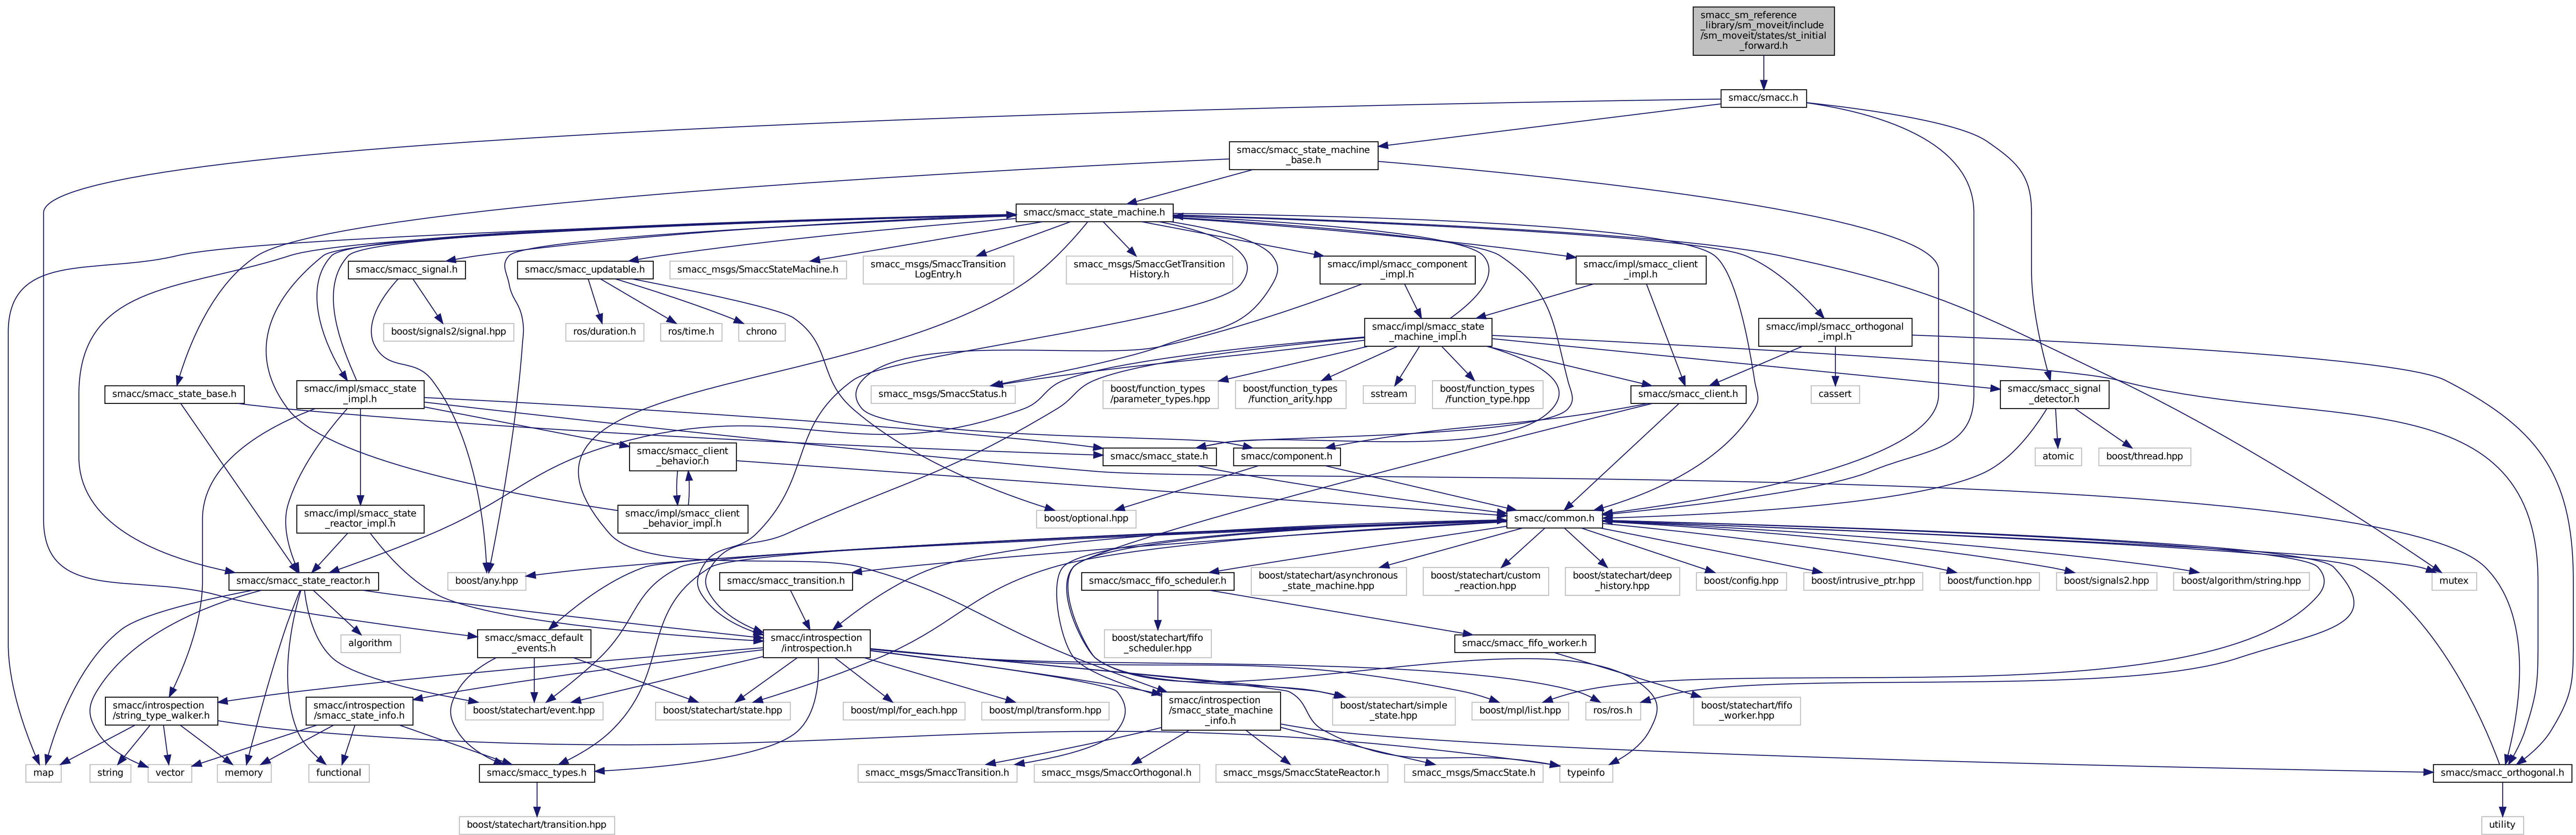 smacc_sm_reference
_library/sm_moveit/include
/sm_moveit/states/st_initial
_forward.h
smacc/smacc.h
smacc/smacc_state_machine
_base.h
smacc/smacc_state_machine.h
smacc/smacc_signal.h
smacc/smacc_updatable.h
smacc_msgs/SmaccStateMachine.h
smacc_msgs/SmaccTransition
LogEntry.h
smacc_msgs/SmaccGetTransition
History.h
smacc/impl/smacc_component
_impl.h
smacc/impl/smacc_client
_impl.h
boost/signals2/signal.hpp
ros/duration.h
ros/time.h
chrono
smacc/impl/smacc_state
_machine_impl.h
smacc/impl/smacc_orthogonal
_impl.h
smacc/smacc_state_base.h
smacc/impl/smacc_state
_impl.h
smacc_msgs/SmaccStatus.h
boost/function_types
/parameter_types.hpp
boost/function_types
/function_arity.hpp
sstream
boost/function_types
/function_type.hpp
smacc/smacc_client.h
cassert
smacc/smacc_signal
_detector.h
smacc/smacc_client
_behavior.h
smacc/smacc_state.h
smacc/component.h
atomic
boost/thread.hpp
smacc/impl/smacc_state
_reactor_impl.h
smacc/impl/smacc_client
_behavior_impl.h
boost/optional.hpp
smacc/common.h
smacc/smacc_state_reactor.h
boost/any.hpp
smacc/smacc_transition.h
smacc/smacc_fifo_scheduler.h
boost/statechart/asynchronous
_state_machine.hpp
boost/statechart/custom
_reaction.hpp
boost/statechart/deep
_history.hpp
boost/config.hpp
boost/intrusive_ptr.hpp
boost/function.hpp
boost/signals2.hpp
boost/algorithm/string.hpp
mutex
algorithm
smacc/smacc_default
_events.h
smacc/introspection
/introspection.h
boost/statechart/fifo
_scheduler.hpp
smacc/smacc_fifo_worker.h
smacc/introspection
/string_type_walker.h
smacc/introspection
/smacc_state_info.h
boost/statechart/event.hpp
boost/statechart/state.hpp
boost/mpl/for_each.hpp
boost/mpl/transform.hpp
smacc/introspection
/smacc_state_machine
_info.h
boost/statechart/simple
_state.hpp
boost/mpl/list.hpp
ros/ros.h
boost/statechart/fifo
_worker.hpp
map
string
vector
memory
functional
smacc/smacc_types.h
smacc_msgs/SmaccTransition.h
smacc_msgs/SmaccOrthogonal.h
smacc_msgs/SmaccStateReactor.h
smacc_msgs/SmaccState.h
typeinfo
smacc/smacc_orthogonal.h
boost/statechart/transition.hpp
utility